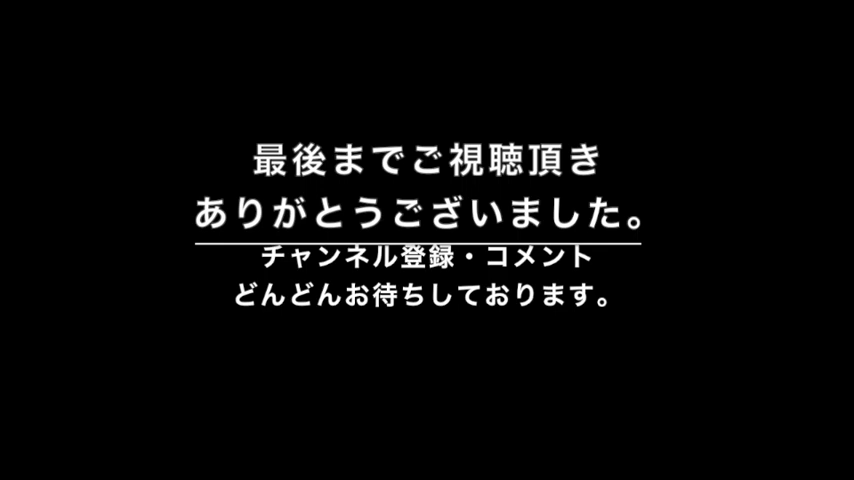 最後までご視聴頂き
ありがとうございました。
チャンネル登録・コメント
どんどんお待ちしております。